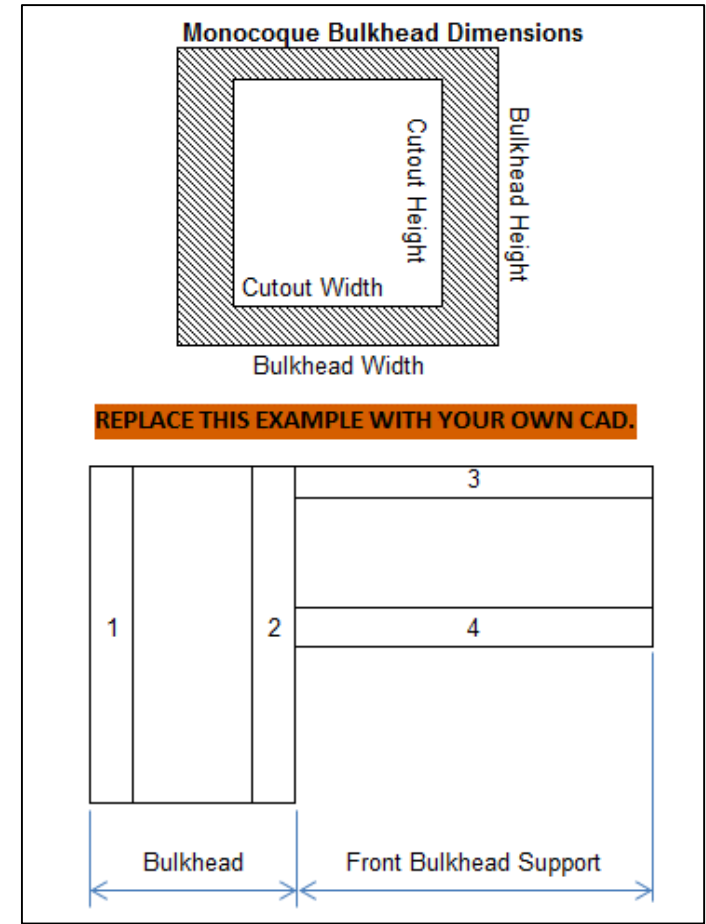 Monocoque Bulkhead Dimensions
Cutout Height
Bulkhead Height
Cutout Width
Bulkhead Width
REPLACE THIS EXAMPLE WITH YOUR OWN CAD.
3
1
2
4
Bulkhead
Front Bulkhead Support